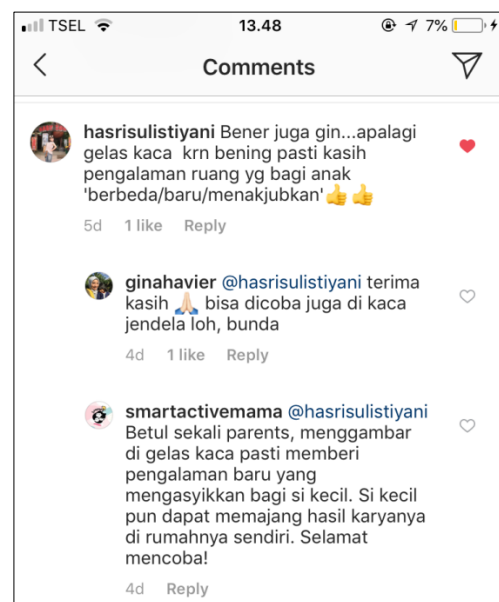 TSEL 13.48 7%
Comments
hasrisulistiyani Bener juga gin...apalagi
gelas kaca krn bening pasti kasih
pengalaman ruang yg bagi anak
'berbeda/baru/menakjubkan'👍👍
5d 1 like Reply
ginahavier @hasrisulistiyani terima
kasih 🙏🏻 bisa dicoba juga di kaca
jendela loh, bunda
4d 1 like Reply
smartactivemama @hasrisulistiyani
Betul sekali parents, menggambar
di gelas kaca pasti memberi
pengalaman baru yang
mengasyikkan bagi si kecil. Si kecil
pun dapat memajang hasil karyanya
di rumahnya sendiri. Selamat
mencoba!
4d Reply